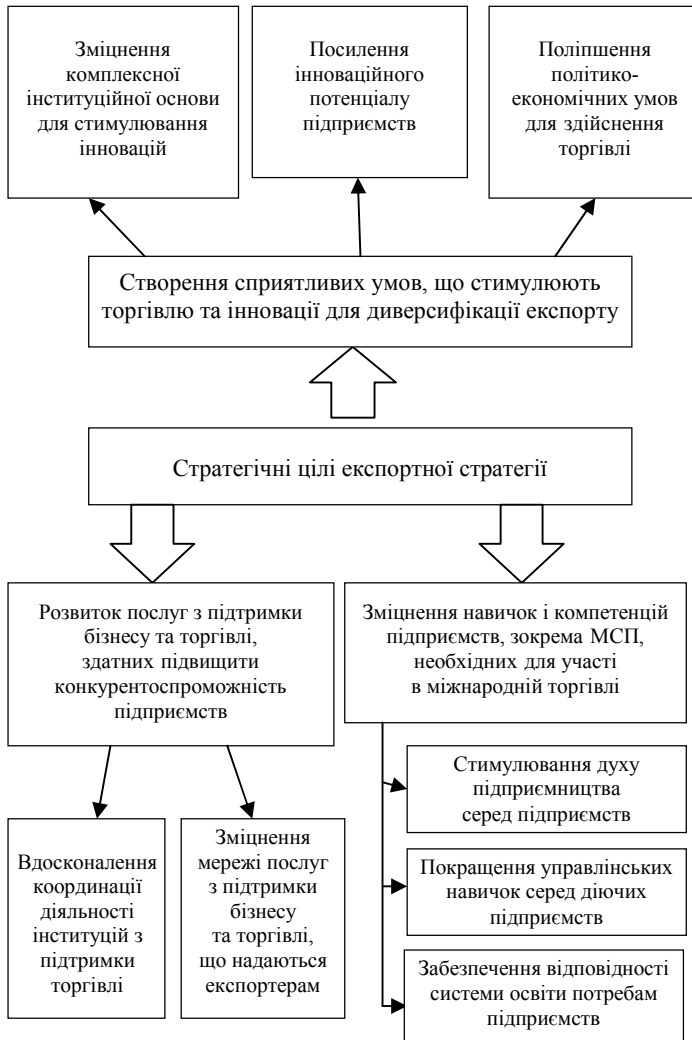 Зміцнення
комплексної
інституційної основи
для стимулювання
інновацій
Посилення
інноваційного
потенціалу
підприємств
Поліпшення
політико-
економічних умов
для здійснення
торгівлі
Створення сприятливих умов, що стимулюють
торгівлю та інновації для диверсифікації експорту
Стратегічні цілі експортної стратегії
Розвиток послуг з підтримки
бізнесу та торгівлі,
здатних підвищити
конкурентоспроможність
підприємств
Зміцнення навичок і компетенцій
підприємств, зокрема МСП,
необхідних для участі
в міжнародній торгівлі
Вдосконалення
координації
діяльності
інституцій з
підтримки
торгівлі
Зміцнення
мережі послуг
з підтримки
бізнесу
та торгівлі,
що надаються
експортерам
Стимулювання духу
підприємництва
серед підприємств
Покращення управлінських
навичок серед діючих
підприємств
Забезпечення відповідності
системи освіти потребам
підприємств